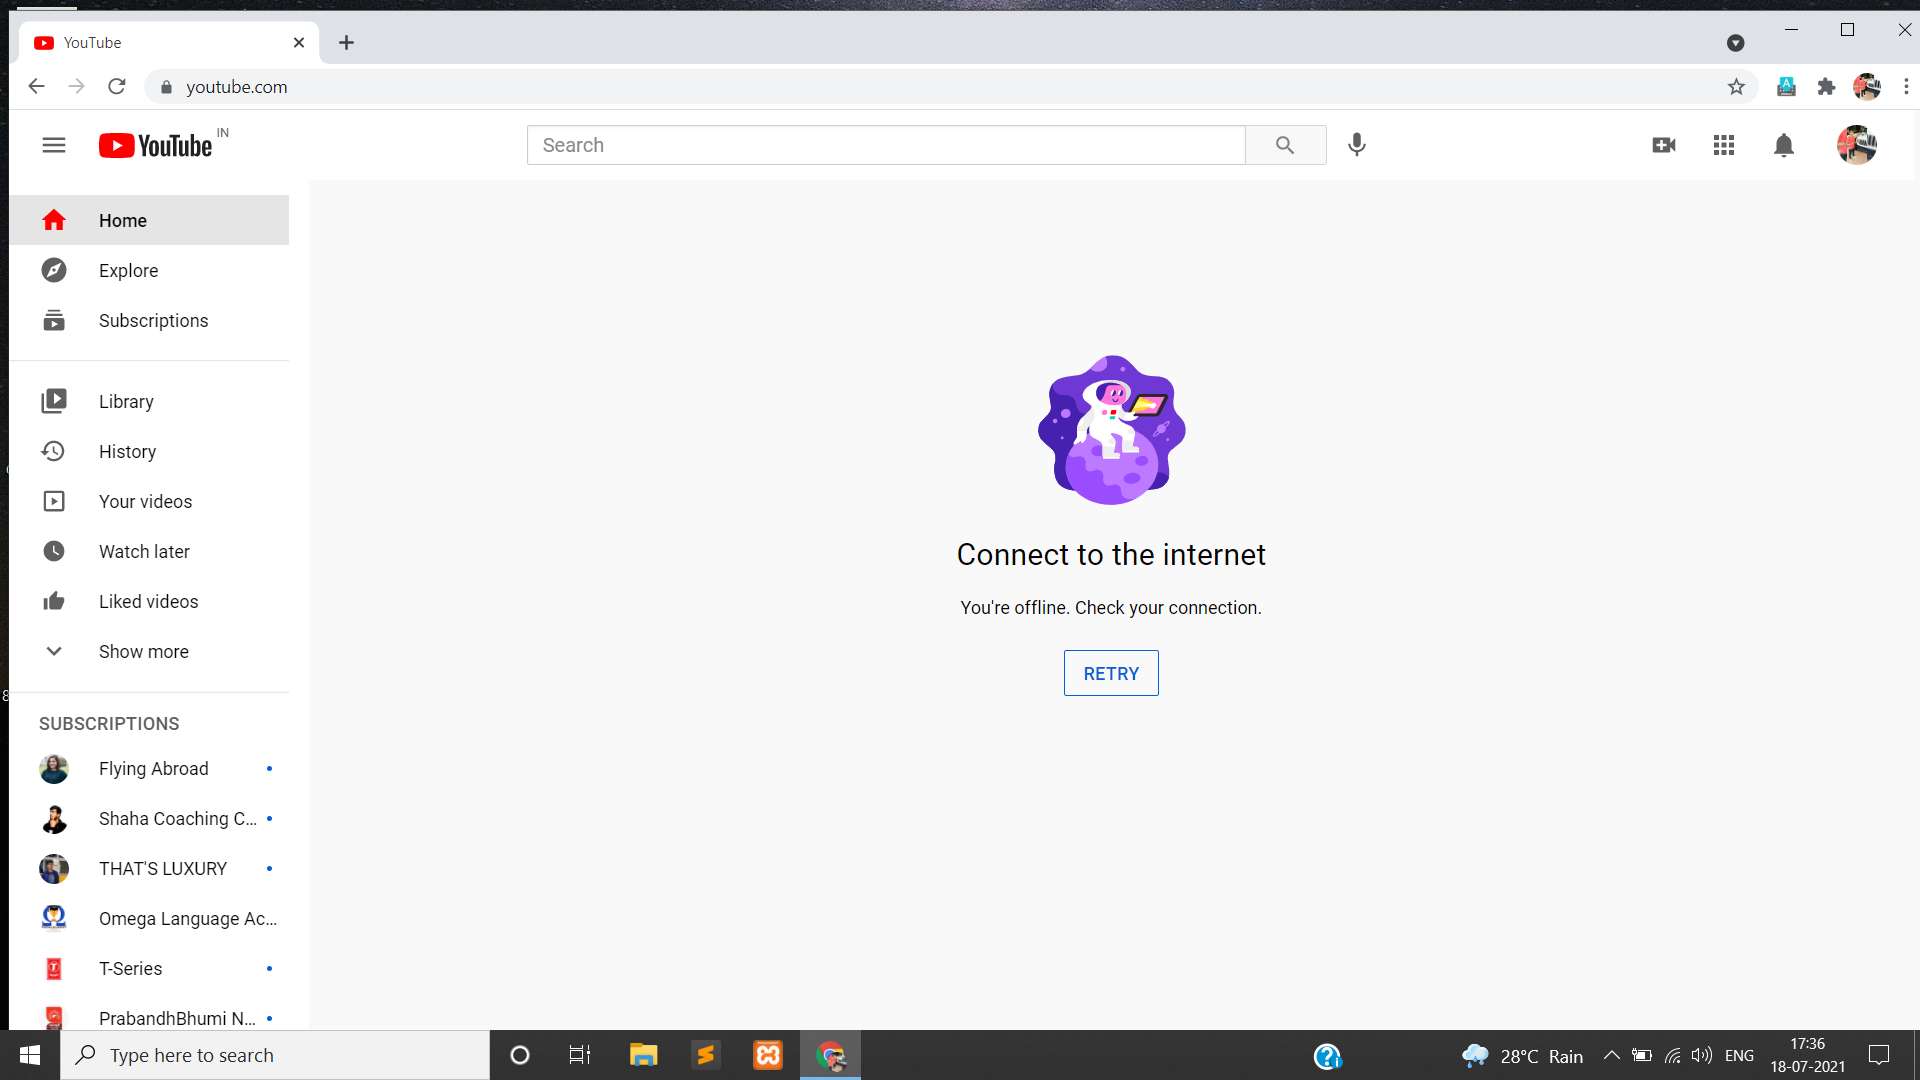 YouTube
youtube.com
YouTube IN
Search
Home
Explore
Subscriptions
Library
History
Your videos
Watch later
Liked videos
Show more
SUBSCRIPTIONS
Flying Abroad
Shaha Coaching C...
THAT'S LUXURY
Omega Language Ac...
T-Series
PrabandhBhumi N...
Connect to the internet
You're offline. Check your connection.
RETRY
Type here to search
28°C Rain
ENG
17:36
18-07-2021